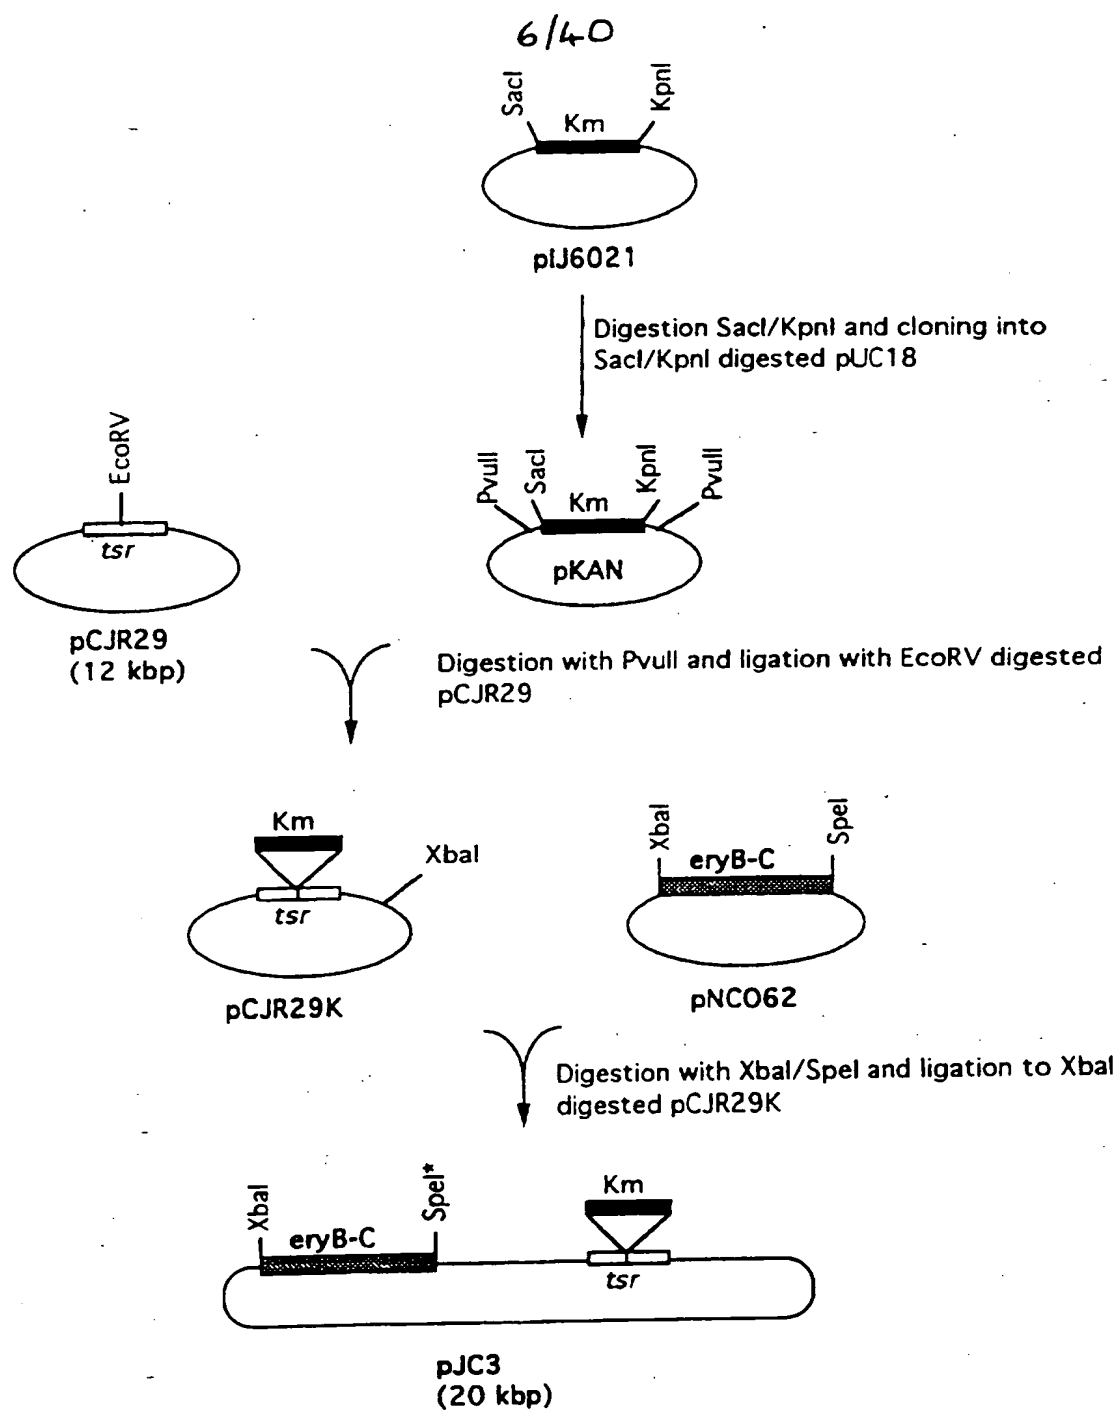 6/40
SacI
KpnI
Km
pIJ6021
Digestion SacI/KpnI and cloning into
SacI/KpnI digested pUC18
EcoRV
tsr
pCJR29
(12 kbp)
PvuII
SacI
Km
KpnI
PvuII
pKAN
Digestion with PvuII and ligation with EcoRV digested
pCJR29
Km
XbaI
tsr
pCJR29K
XbaI
eryB-C
SpeI
pNCO62
Digestion with XbaI/SpeI and ligation to XbaI
digested pCJR29K
XbaI
eryB-C
SpeI*
Km
tsr
pJC3
(20 kbp)